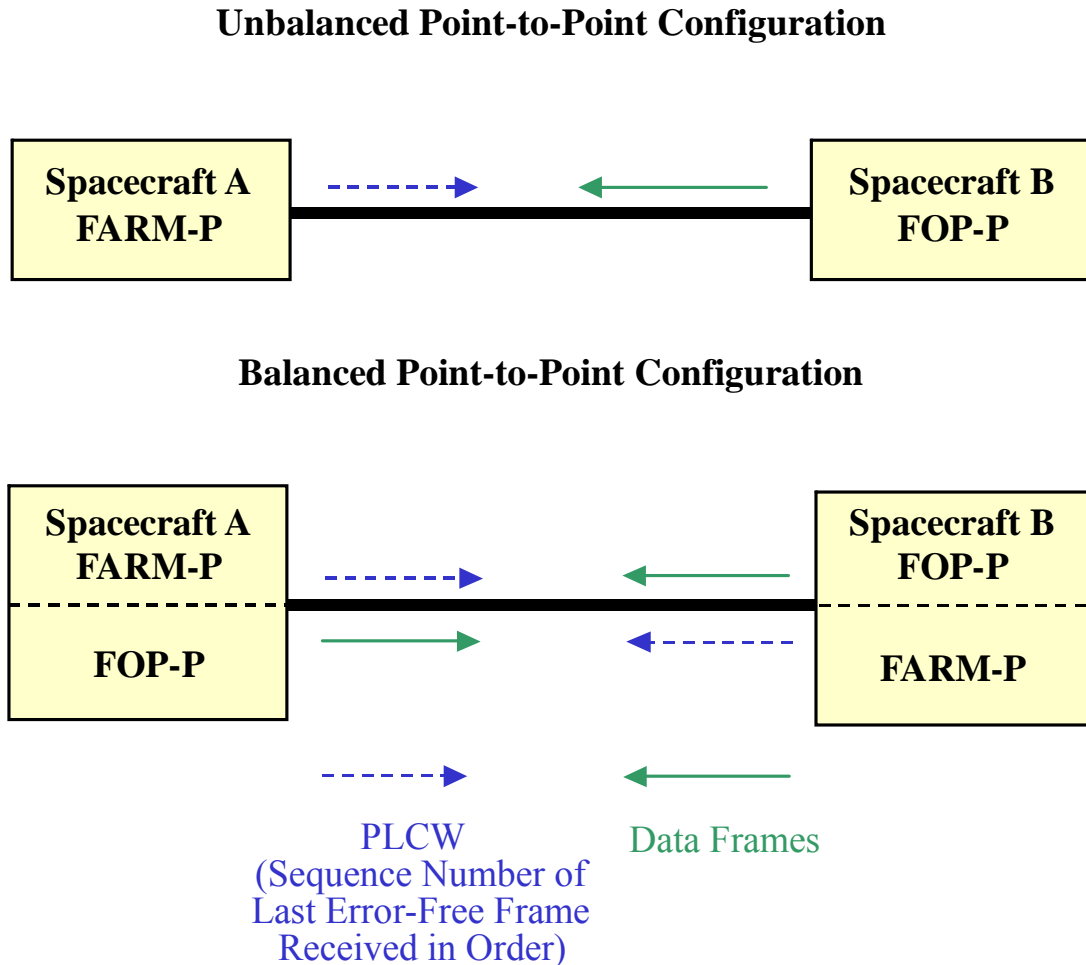 Unbalanced Point-to-Point Configuration
Spacecraft A
FARM-P
Spacecraft B
FOP-P
Balanced Point-to-Point Configuration
Spacecraft A
FARM-P
FOP-P
Spacecraft B
FOP-P
FARM-P
PLCW
(Sequence Number of
Last Error-Free Frame
Received in Order)
Data Frames